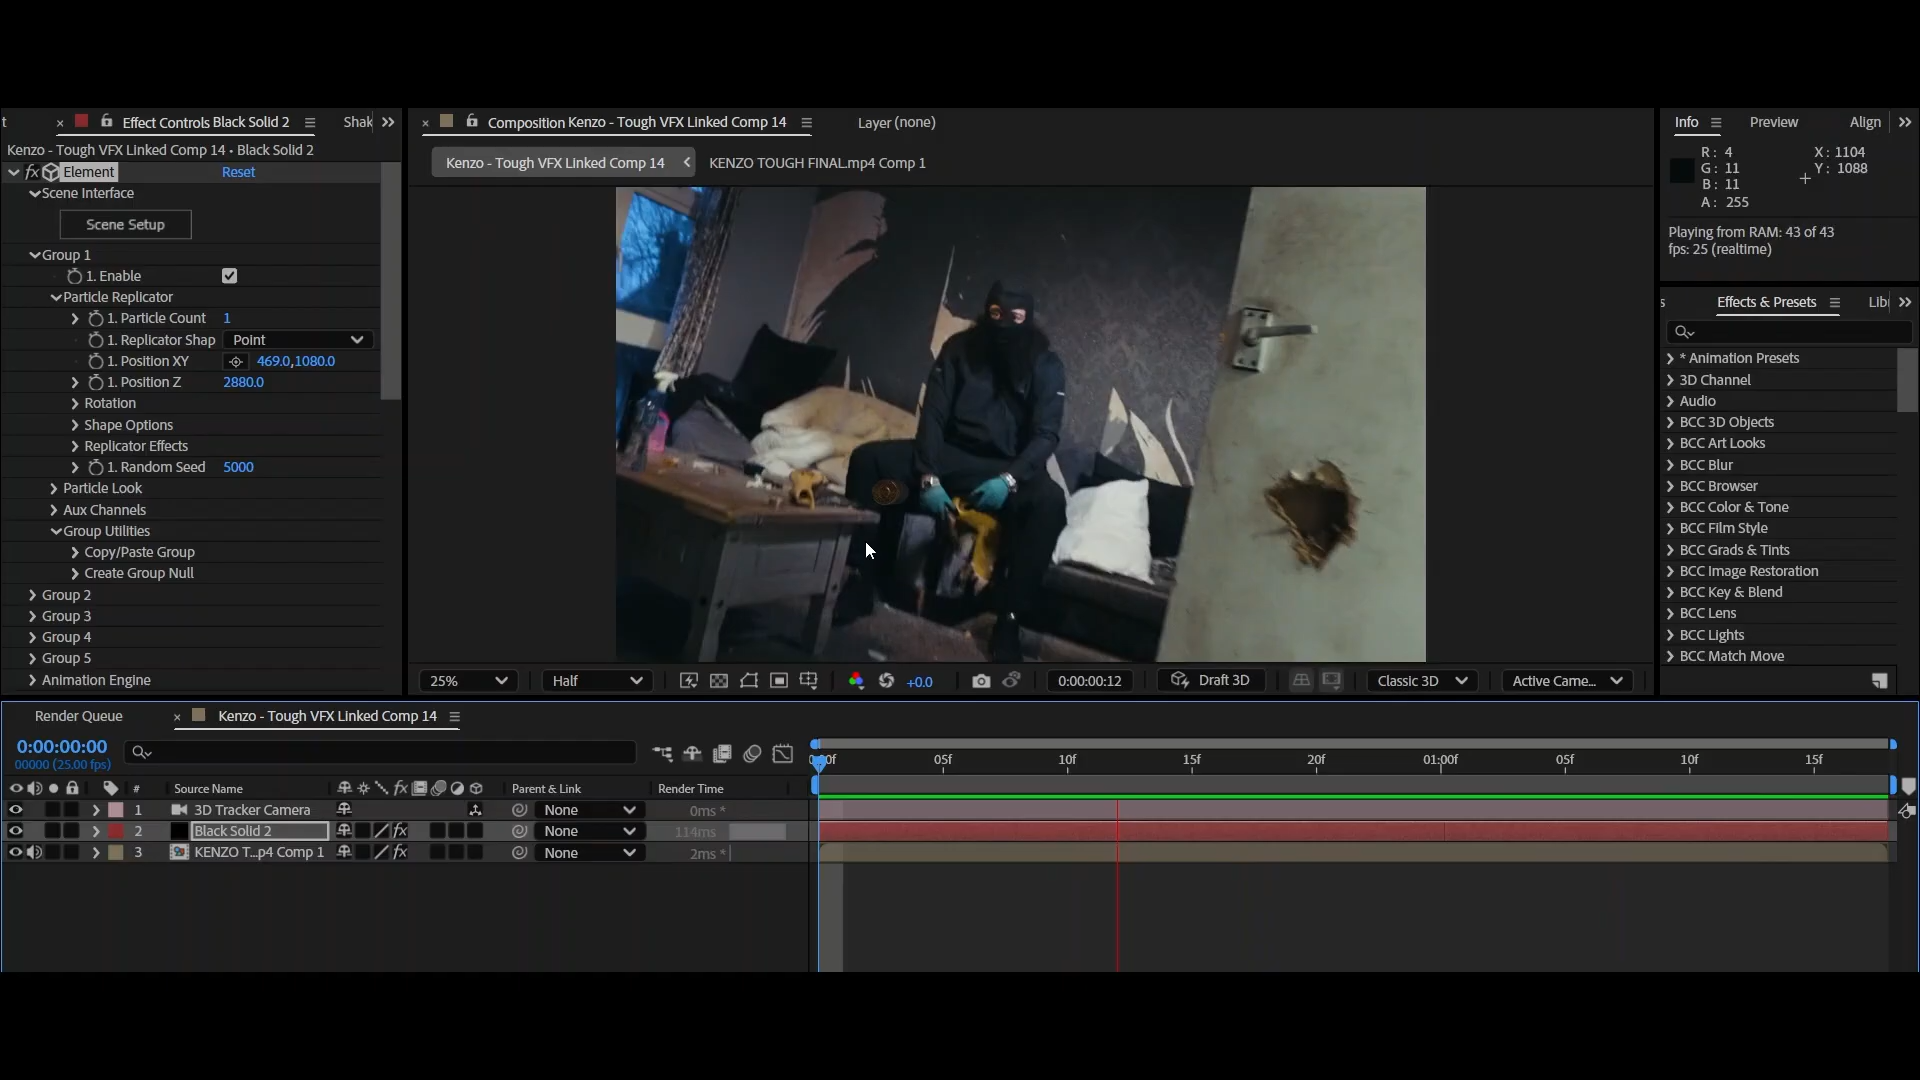 t
Effect Controls Black Solid 2
Shak
Kenzo - Tough VFX Linked Comp 14 • Black Solid 2
fx Element Reset
Scene Interface
Scene Setup
Group 1
1. Enable
Particle Replicator
1. Particle Count 1
1. Replicator Shap Point
1. Position XY 469.0,1080.0
1. Position Z 2880.0
Rotation
Shape Options
Replicator Effects
1. Random Seed 5000
Particle Look
Aux Channels
Group Utilities
Copy/Paste Group
Create Group Null
Group 2
Group 3
Group 4
Group 5
Animation Engine
Composition Kenzo - Tough VFX Linked Comp 14
Layer (none)
Kenzo - Tough VFX Linked Comp 14
KENZO TOUGH FINAL.mp4 Comp 1
25%
Half
+0.0
0:00:00:12
Draft 3D
Classic 3D
Active Came...
Info
Preview
Align
R: 4
G: 11
B: 11
A: 255
X: 1104
Y: 1088
Playing from RAM: 43 of 43
fps: 25 (realtime)
s
Effects & Presets
Libi
* Animation Presets
3D Channel
Audio
BCC 3D Objects
BCC Art Looks
BCC Blur
BCC Browser
BCC Color & Tone
BCC Film Style
BCC Grads & Tints
BCC Image Restoration
BCC Key & Blend
BCC Lens
BCC Lights
BCC Match Move
Render Queue
Kenzo - Tough VFX Linked Comp 14
0:00:00:00
00000 (25.00 fps)
# Source Name fx Parent & Link Render Time
1 3D Tracker Camera None 0ms *
2 Black Solid 2 fx None 114ms
3 KENZO T...p4 Comp 1 fx None 2ms *
00f 05f 10f 15f 20f 01:00f 05f 10f 15f